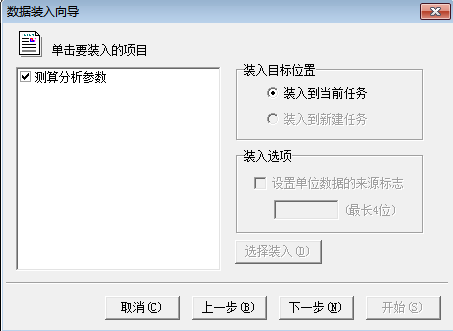 数据装入向导
单击要装入的项目
测算分析参数
装入目标位置
装入到当前任务
装入到新建任务
装入选项
设置单位数据的来源标志
(最长4位)
选择装入(D)
取消(C)
上一步(B)
下一步(N)
开始(S)